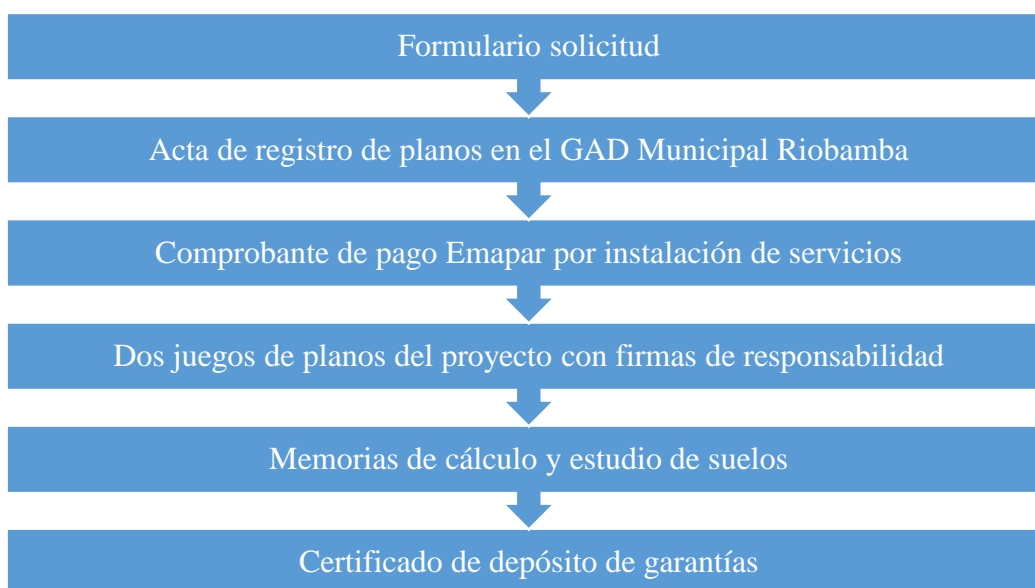 Formulario solicitud
Acta de registro de planos en el GAD Municipal Riobamba
Comprobante de pago Emapar por instalación de servicios
Dos juegos de planos del proyecto con firmas de responsabilidad
Memorias de cálculo y estudio de suelos
Certificado de depósito de garantías